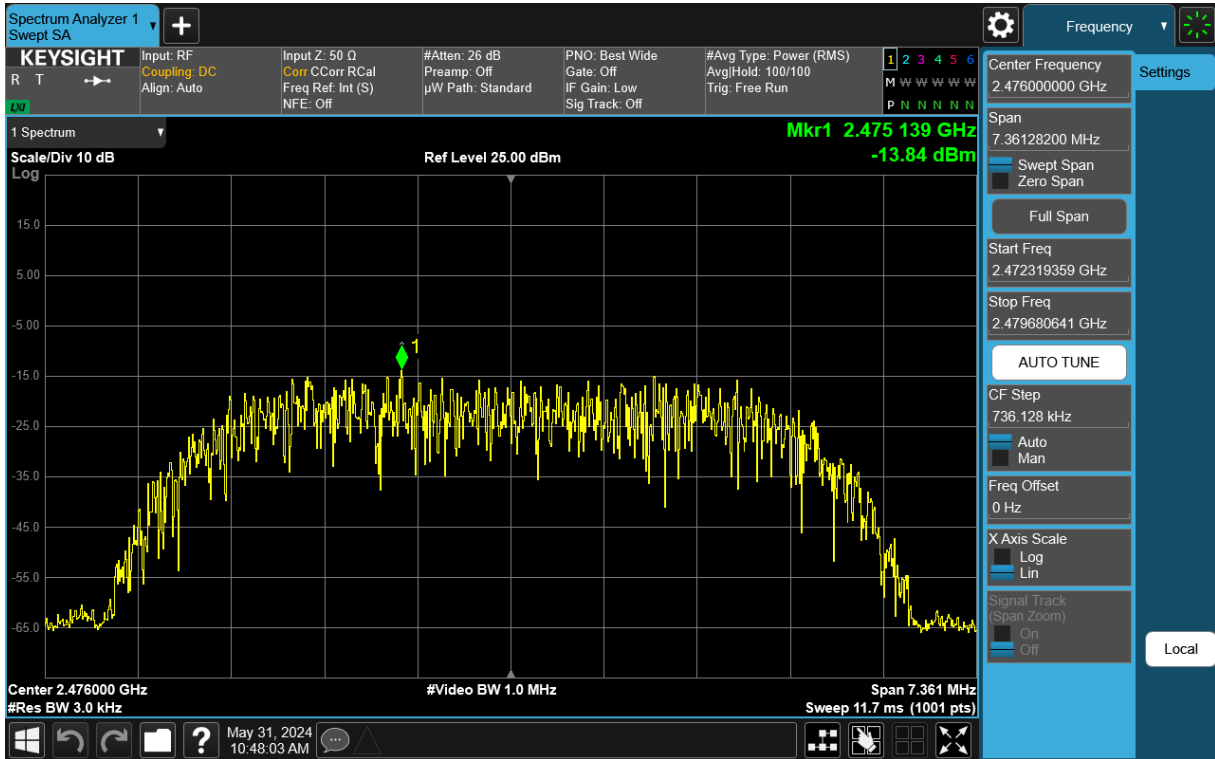 Spectrum Analyzer 1
Swept SA
Frequency
KEYSIGHT
R T
LXI
Input: RF
Coupling: DC
Align: Auto
Input Z: 50 Ω
Corr CCorr RCal
Freq Ref: Int (S)
NFE: Off
#Atten: 26 dB
Preamp: Off
µW Path: Standard
PNO: Best Wide
Gate: Off
IF Gain: Low
Sig Track: Off
#Avg Type: Power (RMS)
Avg|Hold: 100/100
Trig: Free Run
1 2 3 4 5 6
M W W W W W
P N N N N N
1 Spectrum
Mkr1 2.475 139 GHz
Scale/Div 10 dB
Ref Level 25.00 dBm
-13.84 dBm
Log
15.0
5.00
-5.00
1
-15.0
-25.0
-35.0
-45.0
-55.0
-65.0
Center 2.476000 GHz
#Video BW 1.0 MHz
Span 7.361 MHz
#Res BW 3.0 kHz
Sweep 11.7 ms (1001 pts)
Center Frequency
2.476000000 GHz
Span
7.36128200 MHz
Swept Span
Zero Span
Full Span
Start Freq
2.472319359 GHz
Stop Freq
2.479680641 GHz
AUTO TUNE
CF Step
736.128 kHz
Auto
Man
Freq Offset
0 Hz
X Axis Scale
Log
Lin
Signal Track
(Span Zoom)
On
Off
Settings
Local
?
May 31, 2024
10:48:03 AM